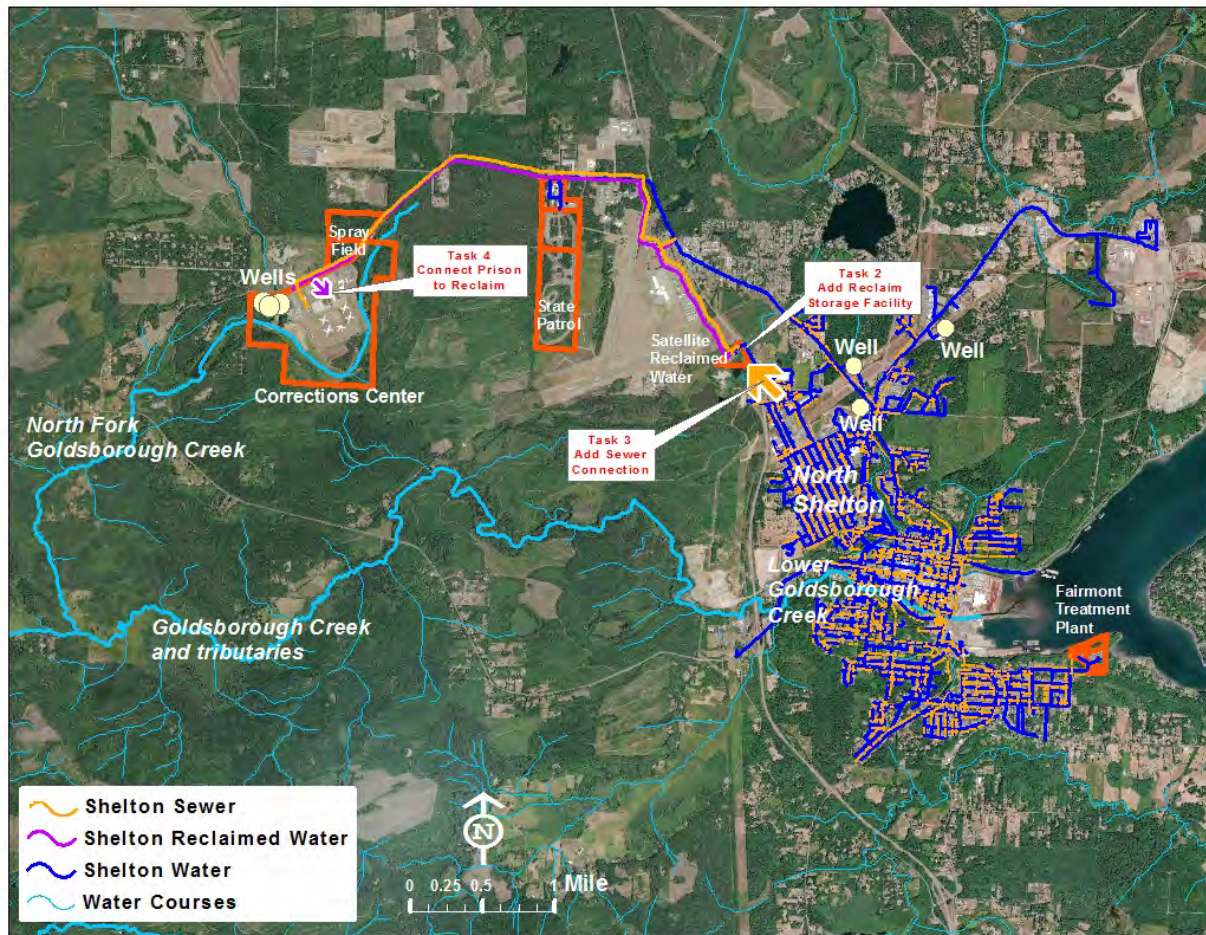 Spray
Field
Task 4
Connect Prison
to Reclaim
Wells
Task 2
Add Reclaim
Storage Facility
State
Patrol
Satellite
Reclaimed
Water
Well
Well
Well
Corrections Center
North Fork
Goldsborough Creek
Task 3
Add Sewer
Connection
North
Shelton
Lower
Goldsborough
Creek
Fairmont
Treatment
Plant
Goldsborough Creek
and tributaries
Shelton Sewer
Shelton Reclaimed Water
Shelton Water
Water Courses
N
0 0.25 0.5 1 Mile